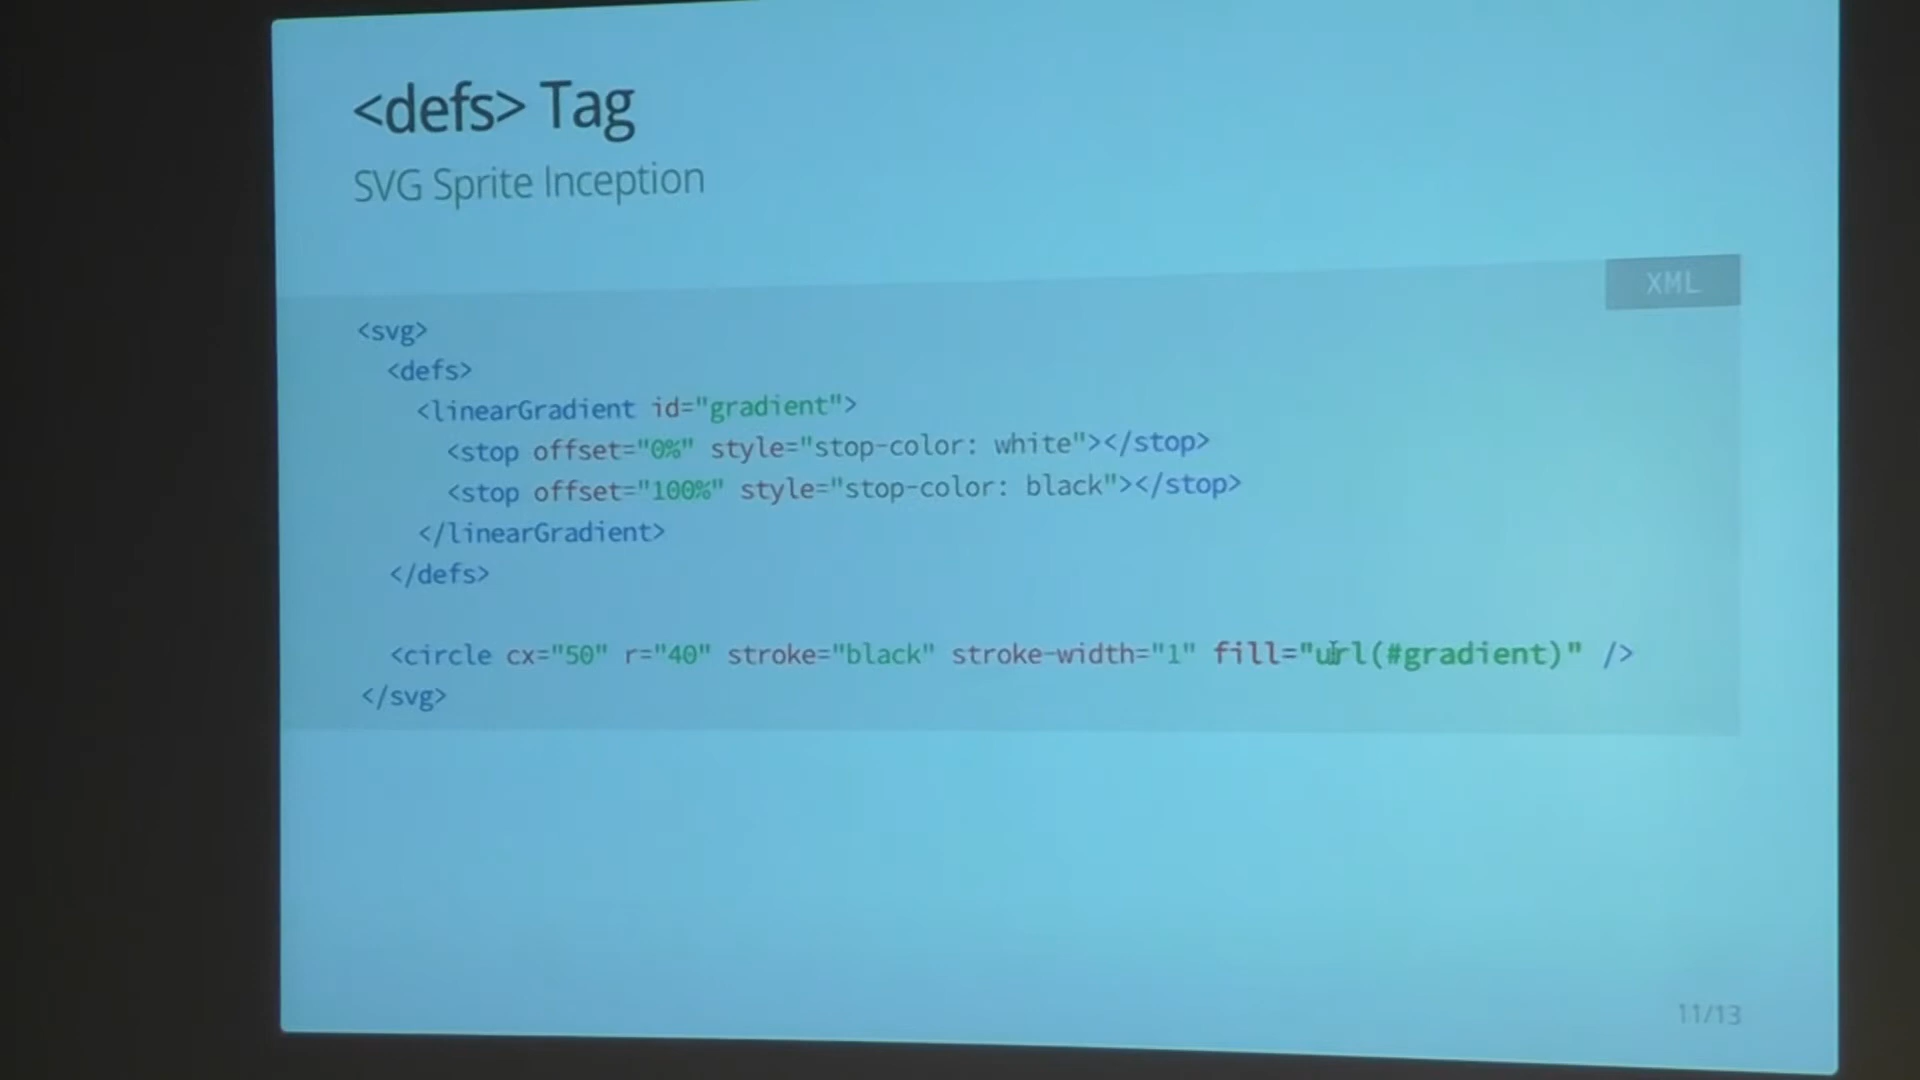 <defs> Tag
SVG Sprite Inception
XML
<svg>
<defs>
<linearGradient id="gradient">
<stop offset="0%" style="stop-color: white"></stop>
<stop offset="100%" style="stop-color: black"></stop>
</linearGradient>
</defs>
<circle cx="50" r="40" stroke="black" stroke-width="1" fill="url(#gradient)" />
</svg>
11/13